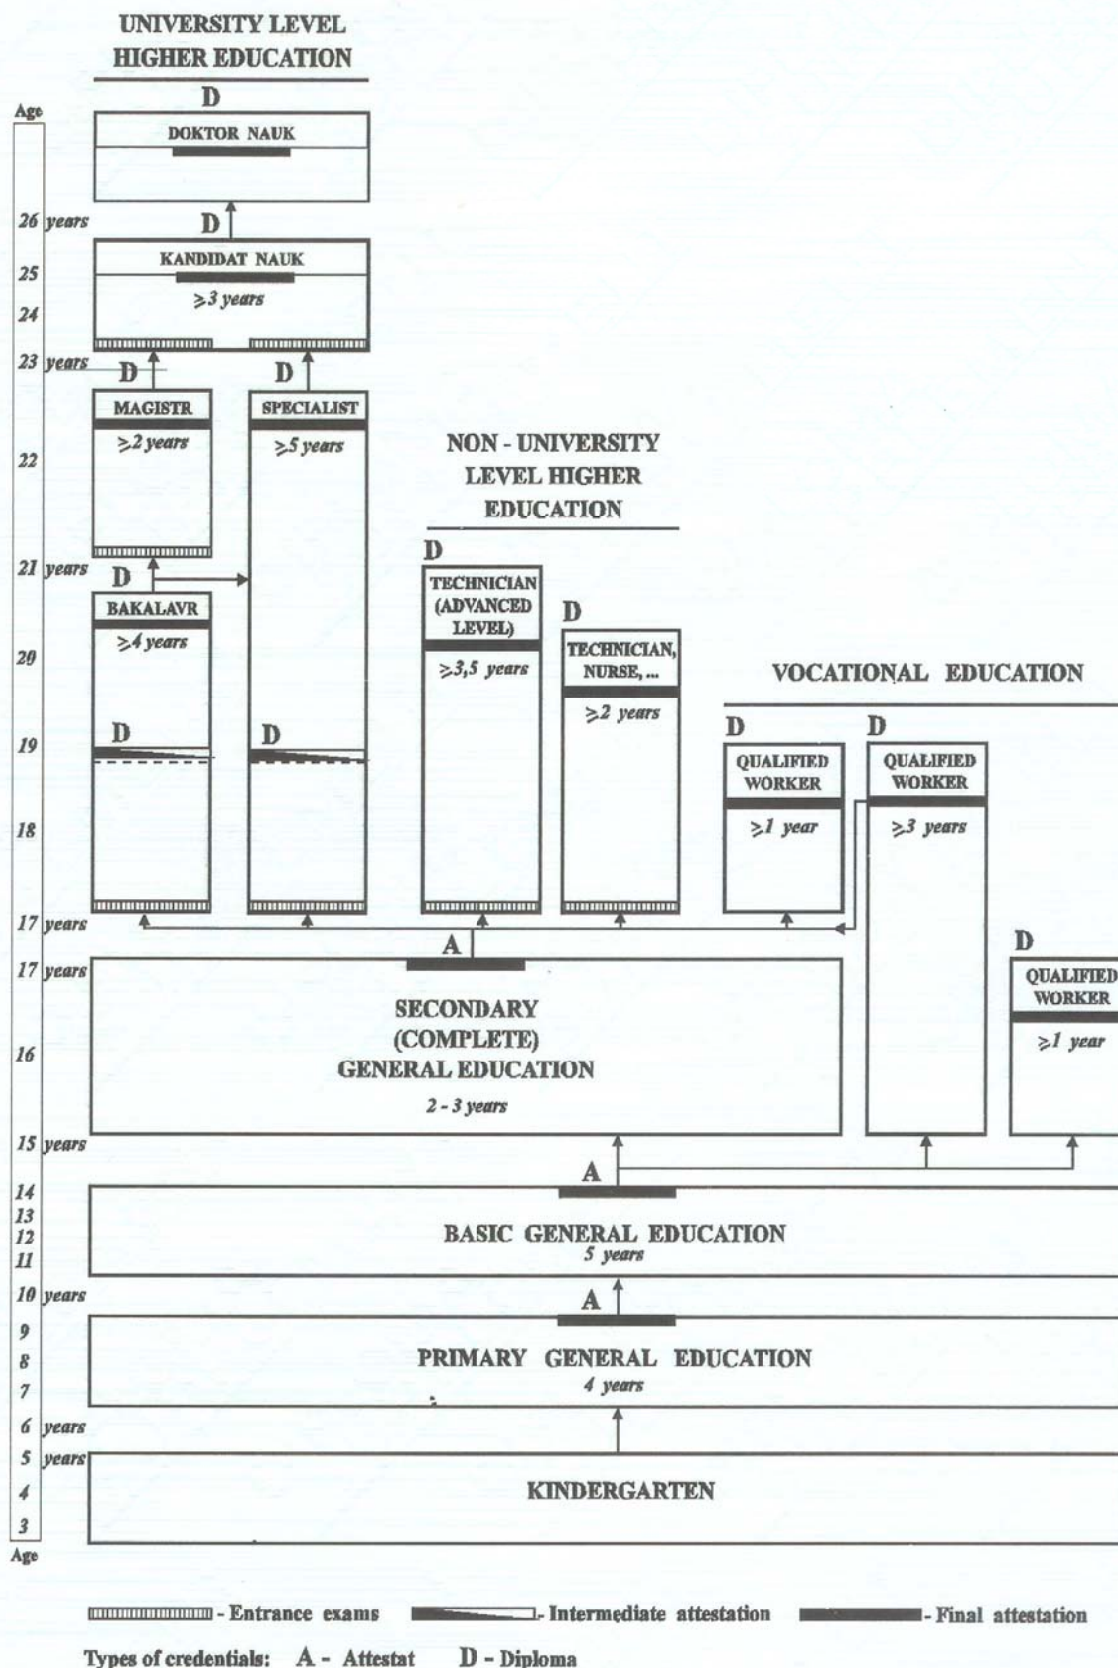 UNIVERSITY LEVEL
HIGHER EDUCATION
D
Age
DOKTOR NAUK
26 years
D
KANDIDAT NAUK
25
⩾3 years
24
23 years
D
D
MAGISTR
SPECIALIST
⩾2 years
⩾5 years
22
NON - UNIVERSITY
LEVEL HIGHER
EDUCATION
21 years
D
D
TECHNICIAN
(ADVANCED
LEVEL)
BAKALAVR
⩾4 years
D
20
⩾3,5 years
TECHNICIAN,
NURSE, ...
⩾2 years
VOCATIONAL EDUCATION
19
D
D
D
D
QUALIFIED
WORKER
QUALIFIED
WORKER
⩾1 year
⩾3 years
18
17 years
A
D
17 years
QUALIFIED
WORKER
SECONDARY
(COMPLETE)
GENERAL EDUCATION
16
⩾1 year
2 - 3 years
15 years
A
14
13
12
BASIC GENERAL EDUCATION
11
5 years
10 years
A
9
8
PRIMARY GENERAL EDUCATION
7
4 years
6 years
5 years
4
KINDERGARTEN
3
Age
- Entrance exams
- Intermediate attestation
- Final attestation
Types of credentials: A - Attestat D - Diploma